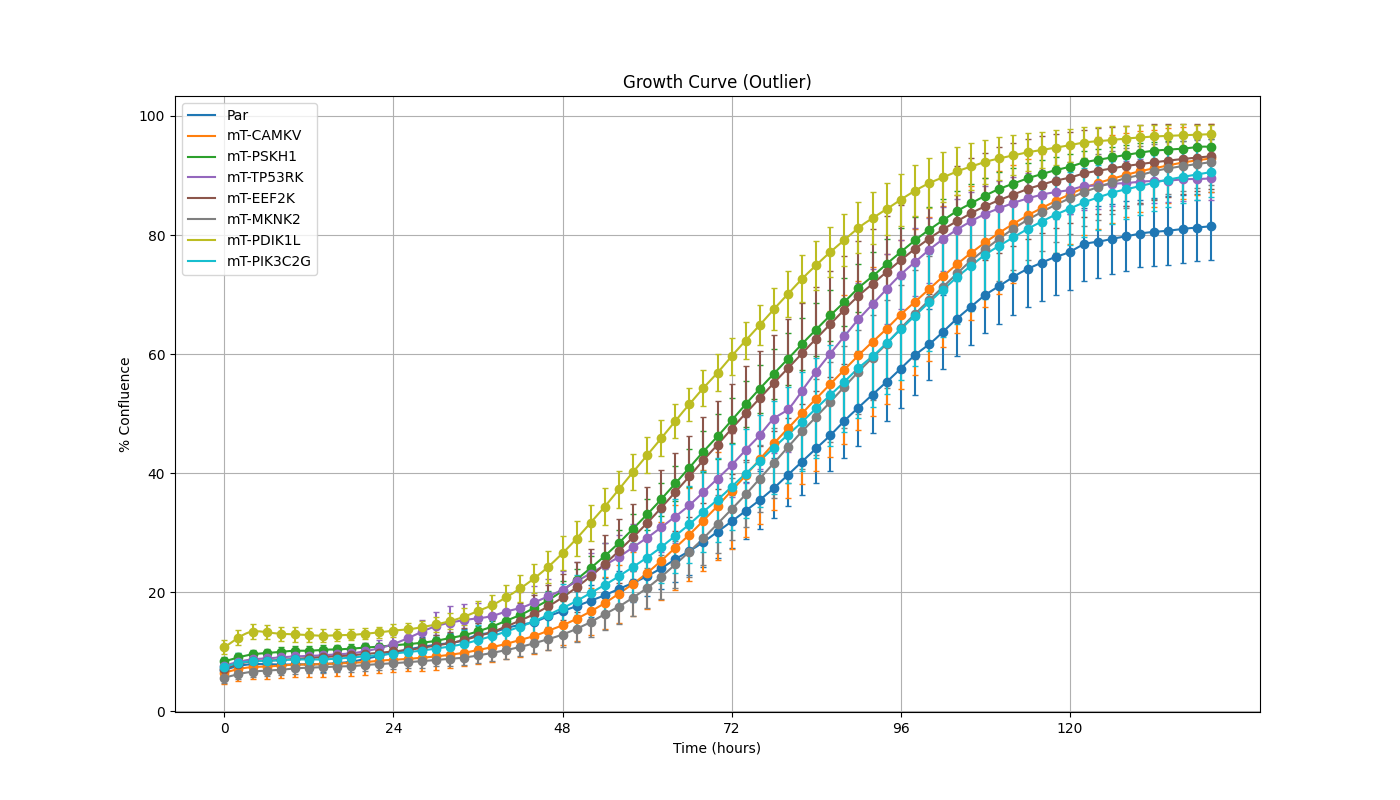 Growth Curve (Outlier)
100
80
60
40
20
0
% Confluence
Par
mT-CAMKV
mT-PSKH1
mT-TP53RK
mT-EEF2K
mT-MKNK2
mT-PDIK1L
mT-PIK3C2G
0 24 48 72 96 120
Time (hours)